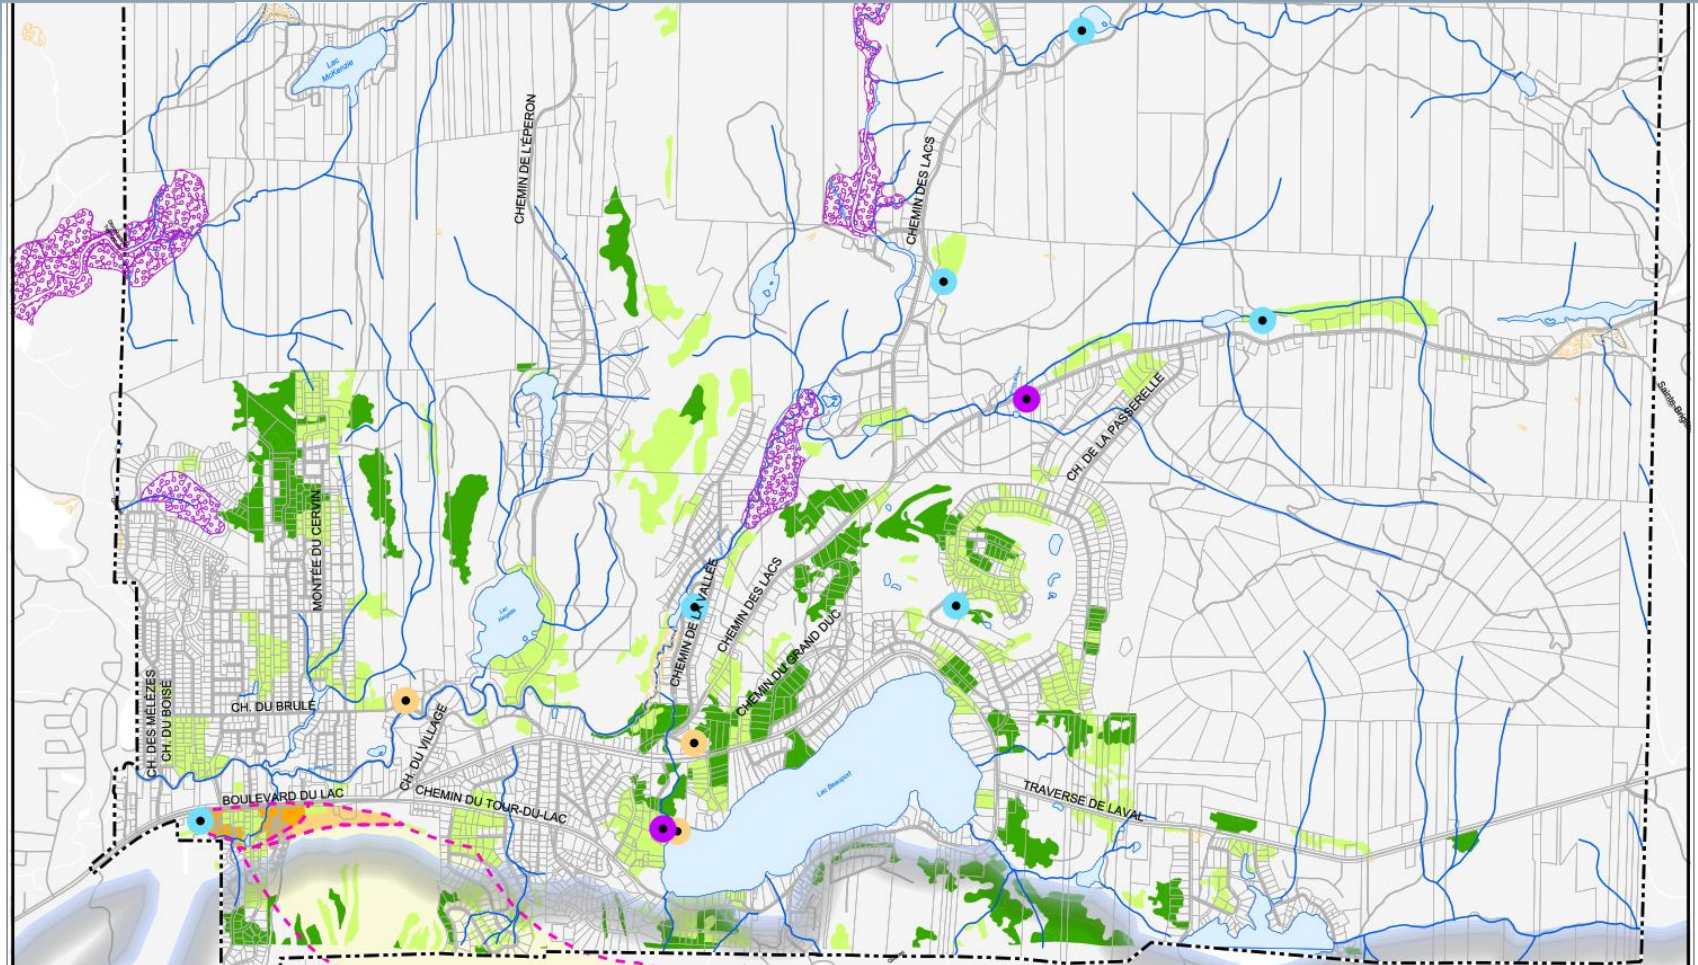 Lac
McKenzie
CHEMIN DE L'ÉPERON
CHEMIN DES LACS
CH. DE LA PASSERELLE
MONTÉE DU CERVIN
CHEMIN DE LA VALLÉE
CHEMIN DES LACS
CHEMIN DU GRAND DUC
Lac
CH. DES MÉLÈZES
CH. DU BOISÉ
CH. DU BRÛLÉ
CH. DU VILLAGE
Lac Beauport
BOULEVARD DU LAC
CHEMIN DU TOUR-DU-LAC
TRAVERSE DE LAVAL